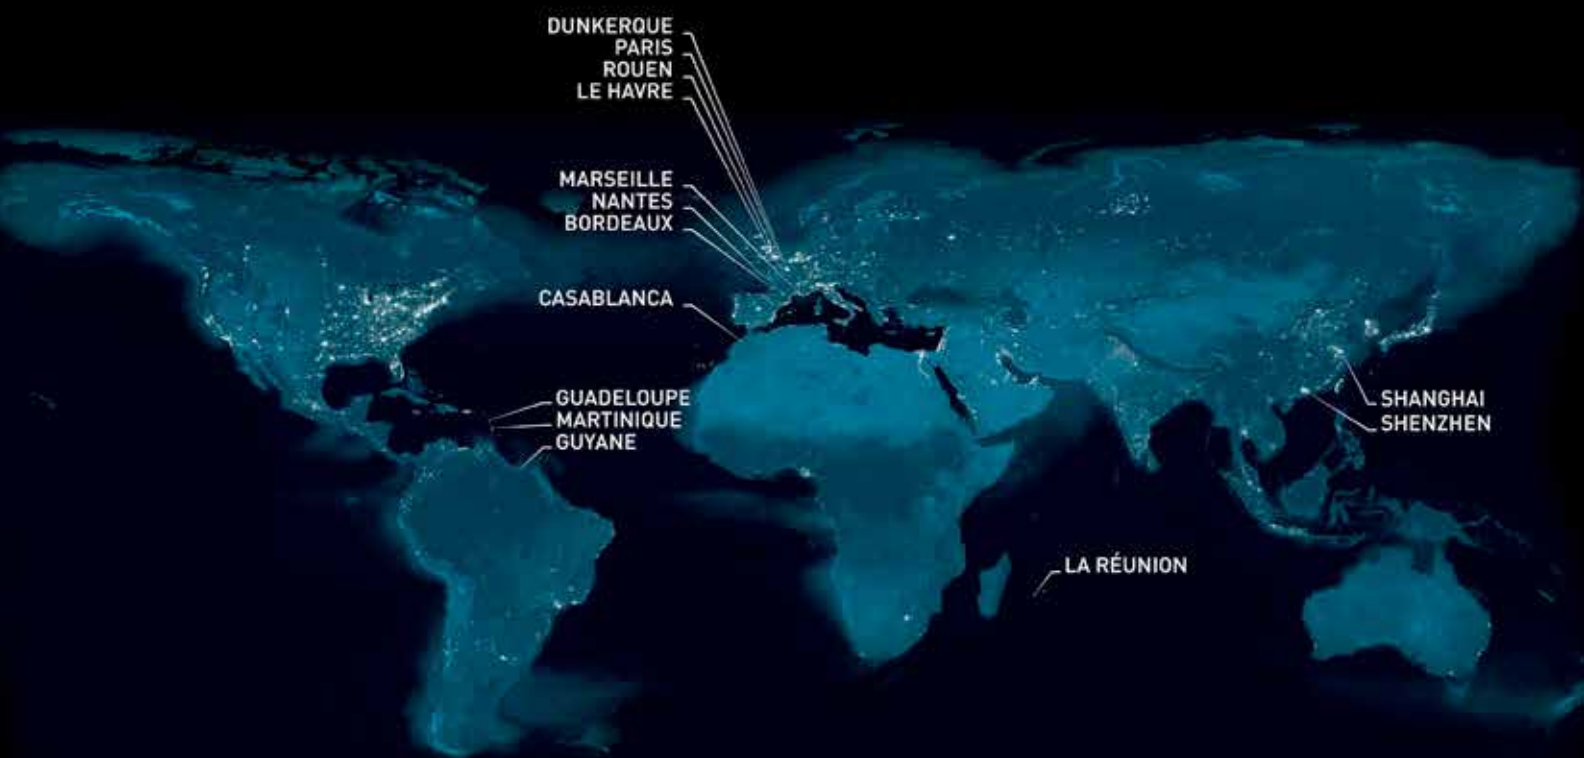 DUNKERQUE
PARIS
ROUEN
LE HAVRE
MARSEILLE
NANTES
BORDEAUX
CASABLANCA
GUADELOUPE
MARTINIQUE
GUYANE
SHANGHAI
SHENZHEN
LA RÉUNION